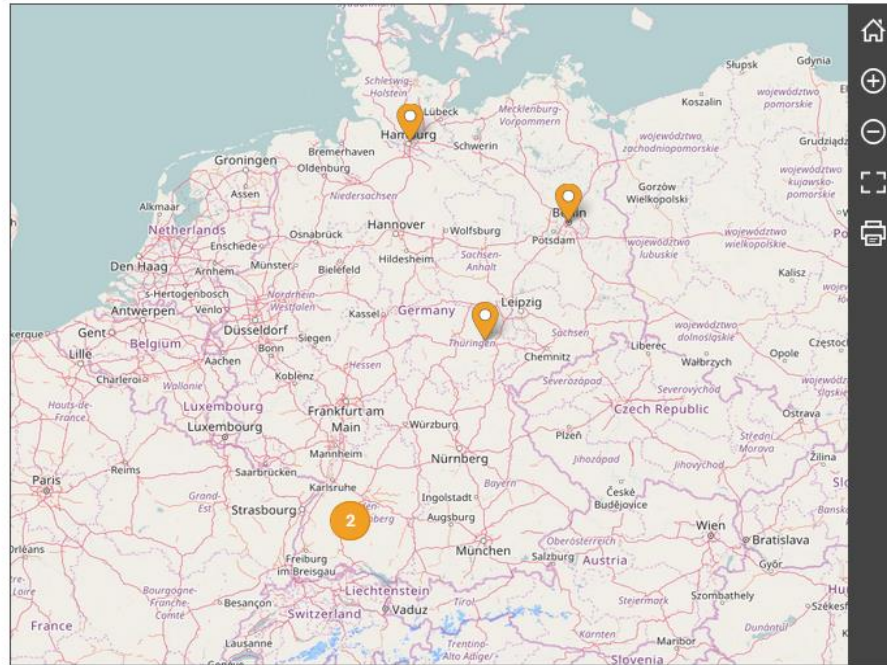 Gdynia
Słupsk
Schleswig-
Holstein
Koszalin
województwo
pomorskie
Lübeck
Mecklenburg-
Vorpommern
Schwerin
województwo
zachodniopomorskie
Bremerhaven
Groningen
Oldenburg
województwo
kujawsko-
pomorskie
Assen
Niedersachsen
Gorzów
Wielkopolski
Alkmaar
Netherlands
Hannover
Wolfsburg
Osnabrück
Potsdam
województwo
wielkopolskie
Enschede
województwo
lubuskie
Hildesheim
Sachsen-
Anhalt
Den Haag
Arnhem
Münster
Bielefeld
Kalisz
's-Hertogenbosch
Nordrhein-
Westfalen
Leipzig
Antwerpen
Venlo
Kassel
Germany
Gent
Düsseldorf
Siegen
Sachsen
województwo
dolnośląskie
Belgium
Bonn
Thüringen
Liberec
Lille
Aachen
Hessen
Chemnitz
Wałbrzych
Opole
Charleroi
Wallonie
Koblenz
Severozápad
Severovýchod
Hauts-de-
France
Luxembourg
Frankfurt am
Main
Czech Republic
Ostrava
Luxembourg
Würzburg
Plzeň
Střední
Morava
Mannheim
Nürnberg
Jihozápad
Jihovýchod
Žilina
Paris
Reims
Saarbrücken
Karlsruhe
Bayern
Grand-
Est
Ingolstadt
České
Budějovice
Strasbourg
2
Augsburg
Wien
Bratislava
München
Oberösterreich
Freiburg
im Breisgau
Salzburg
Austria
Györ
Liechtenstein
Bourgogne-
Franche-
Comté
Besançon
Switzerland
Vaduz
Tirol
Steiermark
Szombathely
France
Kärnten
Dunántúl
Lausanne
Trentino-
Alto Adige/
Maribor
Slovenia